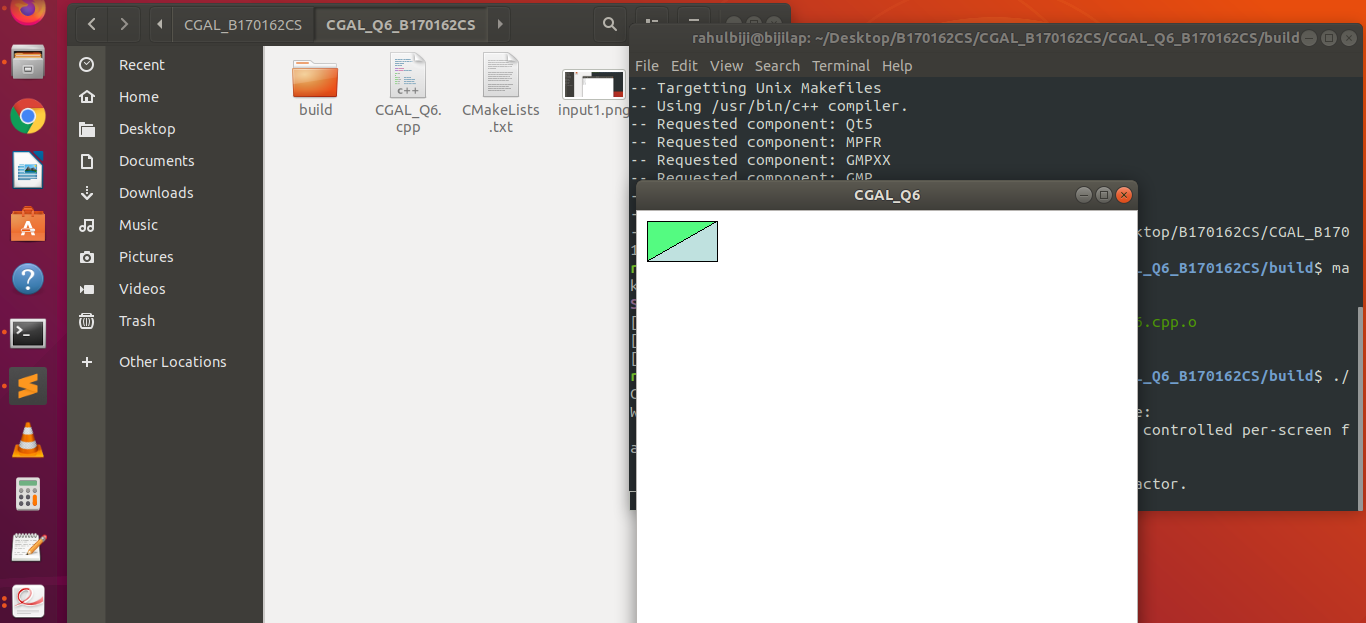 CGAL_B170162CS
CGAL_Q6_B170162CS
Recent
Home
Desktop
Documents
Downloads
Music
Pictures
Videos
Trash
Other Locations
build
CGAL_Q6.
cpp
CMakeLists
.txt
input1.png
rahulbiji@bijilap: ~/Desktop/B170162CS/CGAL_B170162CS/CGAL_Q6_B170162CS/build
File Edit View Search Terminal Help
-- Targetting Unix Makefiles
-- Using /usr/bin/c++ compiler.
-- Requested component: Qt5
-- Requested component: MPFR
-- Requested component: GMPXX
-- Requested component: GMP
CGAL_Q6
ktop/B170162CS/CGAL_B170
_Q6_B170162CS/build$ ma
k
6.cpp.o
L_Q6_B170162CS/build$ ./
e:
controlled per-screen f
a
actor.